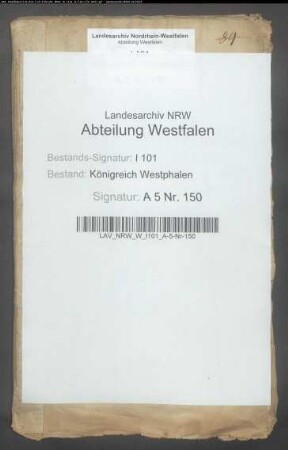 Landesarchiv Nordrhein-Westfalen
Abteilung Westfalen
Landesarchiv NRW
Abteilung Westfalen
Bestands-Signatur: I 101
Bestand: Königreich Westphalen
Signatur: A 5 Nr. 150
LAV_NRW_W_I101_A-5-Nr-150